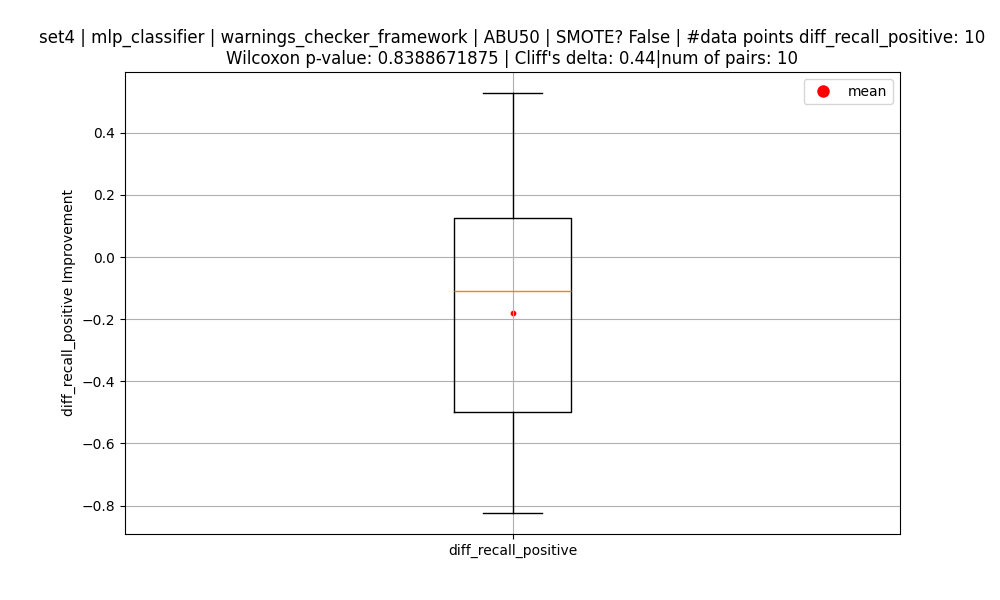 set4 | mlp_classifier | warnings_checker_framework | ABU50 | SMOTE? False | #data points diff_recall_positive: 10
Wilcoxon p-value: 0.8388671875 | Cliff's delta: 0.44|num of pairs: 10
mean
0.4
0.2
0.0
−0.2
−0.4
−0.6
−0.8
diff_recall_positive Improvement
diff_recall_positive